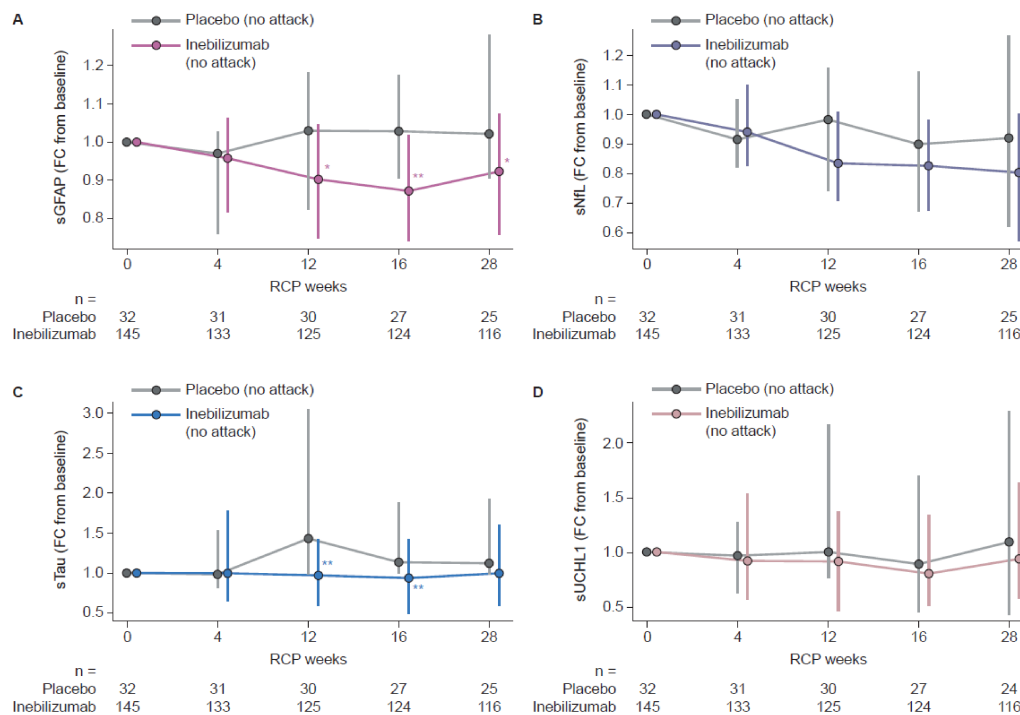 A
Placebo (no attack)
Inebilizumab
(no attack)
sGFAP (FC from baseline)
1.2
1.1
1.0
0.9
0.8
*
**
*
0 4 12 16 28
RCP weeks
n =
Placebo 32 31 30 27 25
Inebilizumab 145 133 125 124 116
B
Placebo (no attack)
Inebilizumab
(no attack)
sNfL (FC from baseline)
1.2
1.1
1.0
0.9
0.8
0.7
0.6
0 4 12 16 28
RCP weeks
n =
Placebo 32 31 30 27 25
Inebilizumab 145 133 125 124 116
C
Placebo (no attack)
Inebilizumab
(no attack)
sTau (FC from baseline)
3.0
2.5
2.0
1.5
1.0
0.5
**
**
0 4 12 16 28
RCP weeks
n =
Placebo 32 31 30 27 25
Inebilizumab 145 133 125 124 116
D
Placebo (no attack)
Inebilizumab
(no attack)
sUCHL1 (FC from baseline)
2.0
1.5
1.0
0.5
0 4 12 16 28
RCP weeks
n =
Placebo 32 31 30 27 24
Inebilizumab 145 133 125 124 116